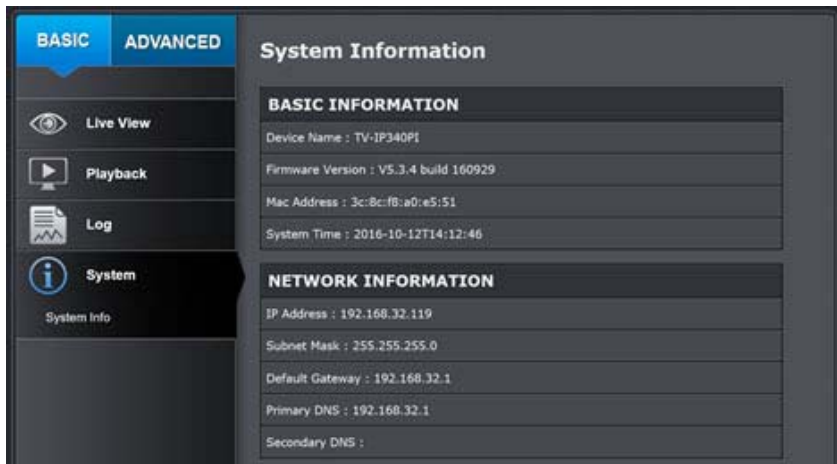 BASIC
ADVANCED
Live View
Playback
Log
System
System Info
System Information
BASIC INFORMATION
Device Name : TV-IP340PI
Firmware Version : V5.3.4 build 160929
Mac Address : 3c:8c:f8:a0:e5:51
System Time : 2016-10-12T14:12:46
NETWORK INFORMATION
IP Address : 192.168.32.119
Subnet Mask : 255.255.255.0
Default Gateway : 192.168.32.1
Primary DNS : 192.168.32.1
Secondary DNS :